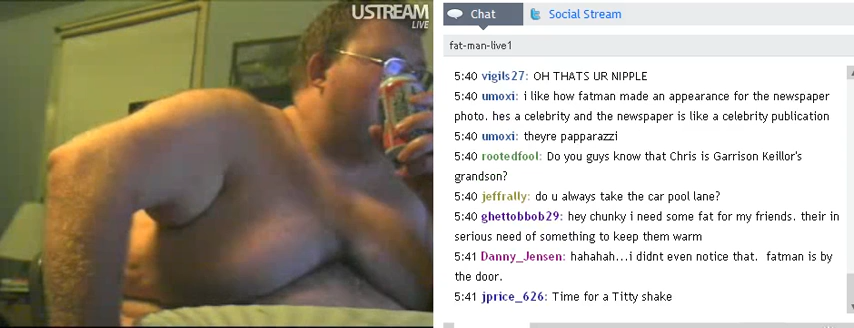 USTREAM
LIVE
Chat
Social Stream
fat-man-live1
5:40 vigils27: OH THATS UR NIPPLE
5:40 umoxi: i like how fatman made an appearance for the newspaper
photo. hes a celebrity and the newspaper is like a celebrity publication
5:40 umoxi: theyre papparazzi
5:40 rootedfool: Do you guys know that Chris is Garrison Keillor's
grandson?
5:40 jeffrally: do u always take the car pool lane?
5:40 ghettobbob29: hey chunky i need some fat for my friends. their in
serious need of something to keep them warm
5:41 Danny_Jensen: hahahah...i didnt even notice that. fatman is by
the door.
5:41 jprice_626: Time for a Titty shake